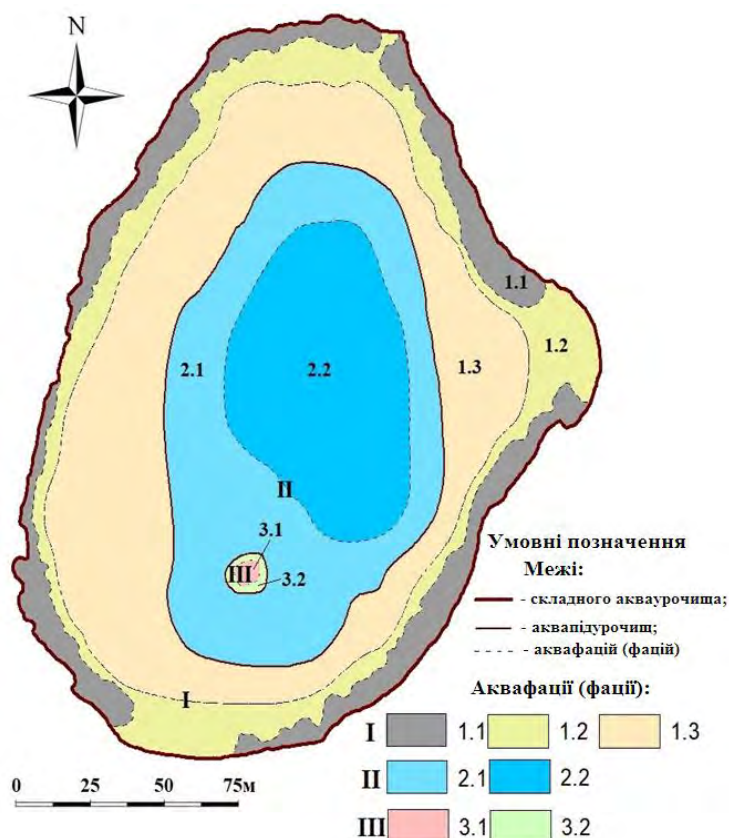 N
1.1
1.2
2.1
2.2
1.3
II
3.1
III
3.2
I
Умовні позначення
Межі:
- складного акваурочища;
- аквапідурочищ;
- аквафацій (фацій)
Аквафації (фації):
I 1.1 1.2 1.3
II 2.1 2.2
III 3.1 3.2
0 25 50 75м